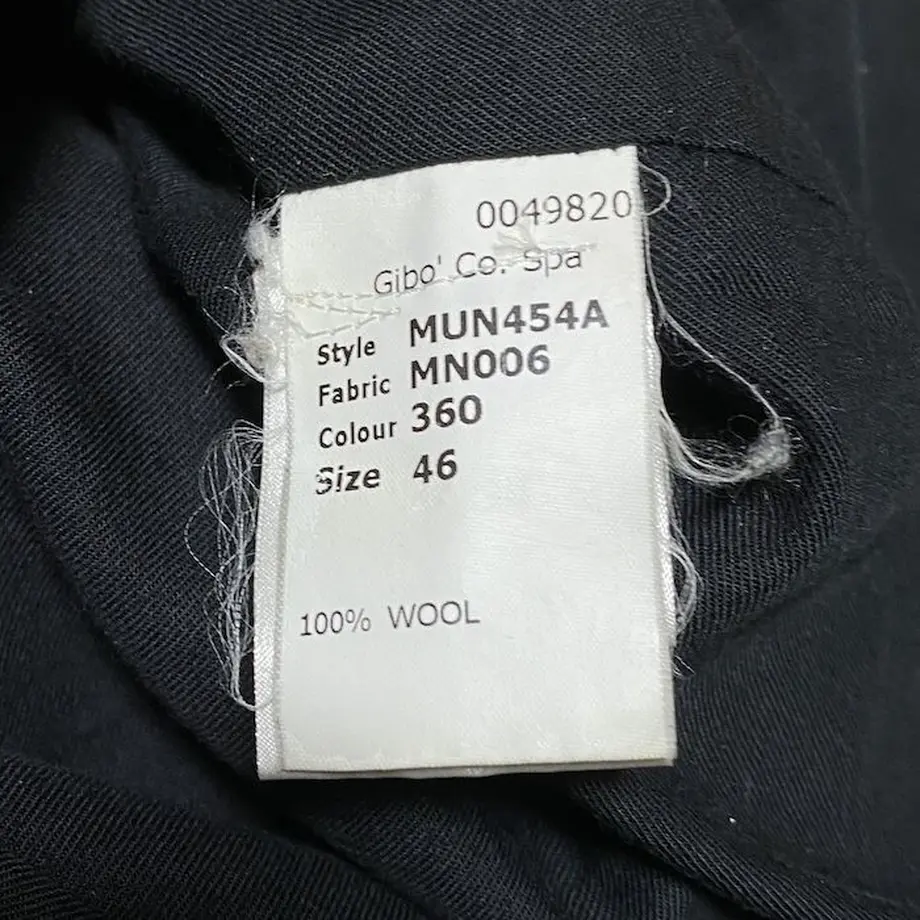 0049820
Gibo' Co. Spa
Style MUN454A
Fabric MN006
Colour 360
Size 46
100% WOOL